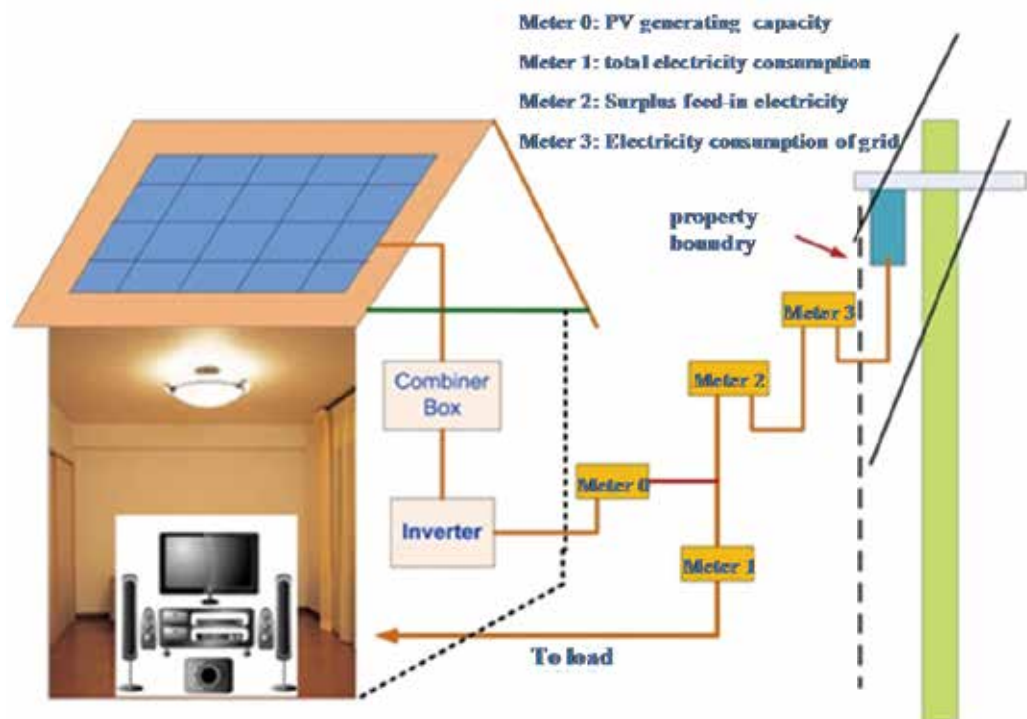 Meter 0: PV generating capacity
Meter 1: total electricity consumption
Meter 2: Surplus feed-in electricity
Meter 3: Electricity consumption of grid
property
boundry
Meter 3
Meter 2
Combiner
Box
Meter 0
Inverter
Meter 1
To load